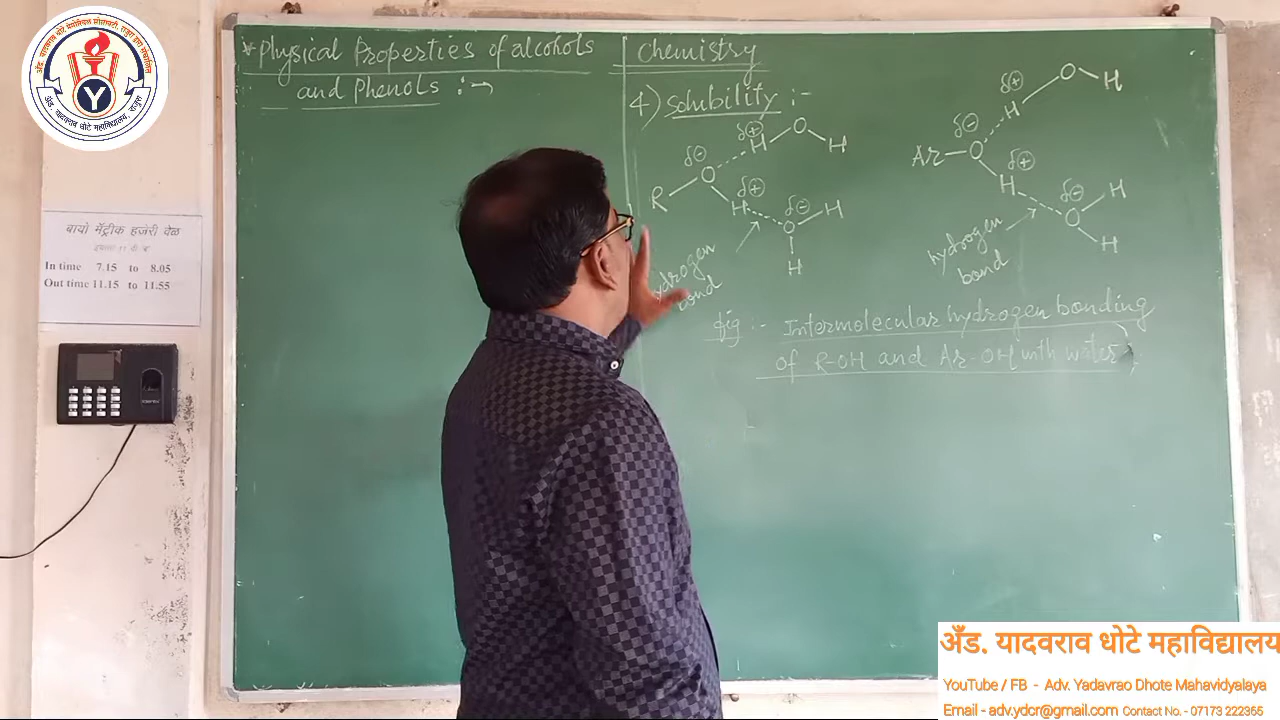 * Physical Properties of alcohols
and Phenols :→
Chemistry
4) Solubility :-
δ⊖
δ⊕
R
O
H
H
O
H
δ⊕
δ⊖
O
H
H
hydrogen
bond
Ar
O
H
δ⊖
δ⊕
H
O
H
δ⊕
δ⊖
O
H
H
hydrogen
bond
fig :- Intermolecular hydrogen bonding
of R-OH and Ar-OH with water
बायो मॅट्रीक हजेरी वेळ
In time 7.15 to 8.05
Out time 11.15 to 11.55
Y
अँड. यादवराव धोटे महाविद्यालय
YouTube / FB - Adv. Yadavrao Dhote Mahavidyalaya
Email - adv.ydcr@gmail.com Contact No. - 07173 222365